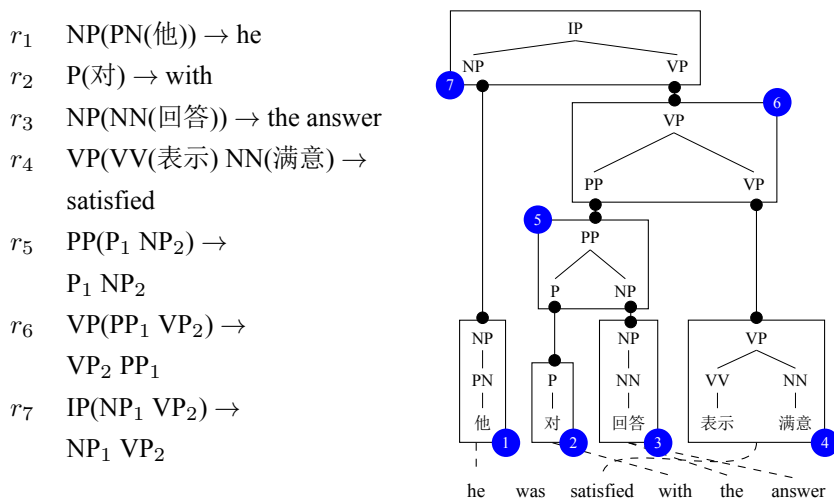 r1 NP(PN(他)) → he
r2 P(对) → with
r3 NP(NN(回答)) → the answer
r4 VP(VV(表示) NN(满意) →
satisfied
r5 PP(P1 NP2) →
P1 NP2
r6 VP(PP1 VP2) →
VP2 PP1
r7 IP(NP1 VP2) →
NP1 VP2
IP
NP VP
7
6
VP
PP VP
5
PP
P NP
NP NP VP
PN P NN VV NN
他 对 回答 表示 满意
1 2 3 4
he was satisfied with the answer